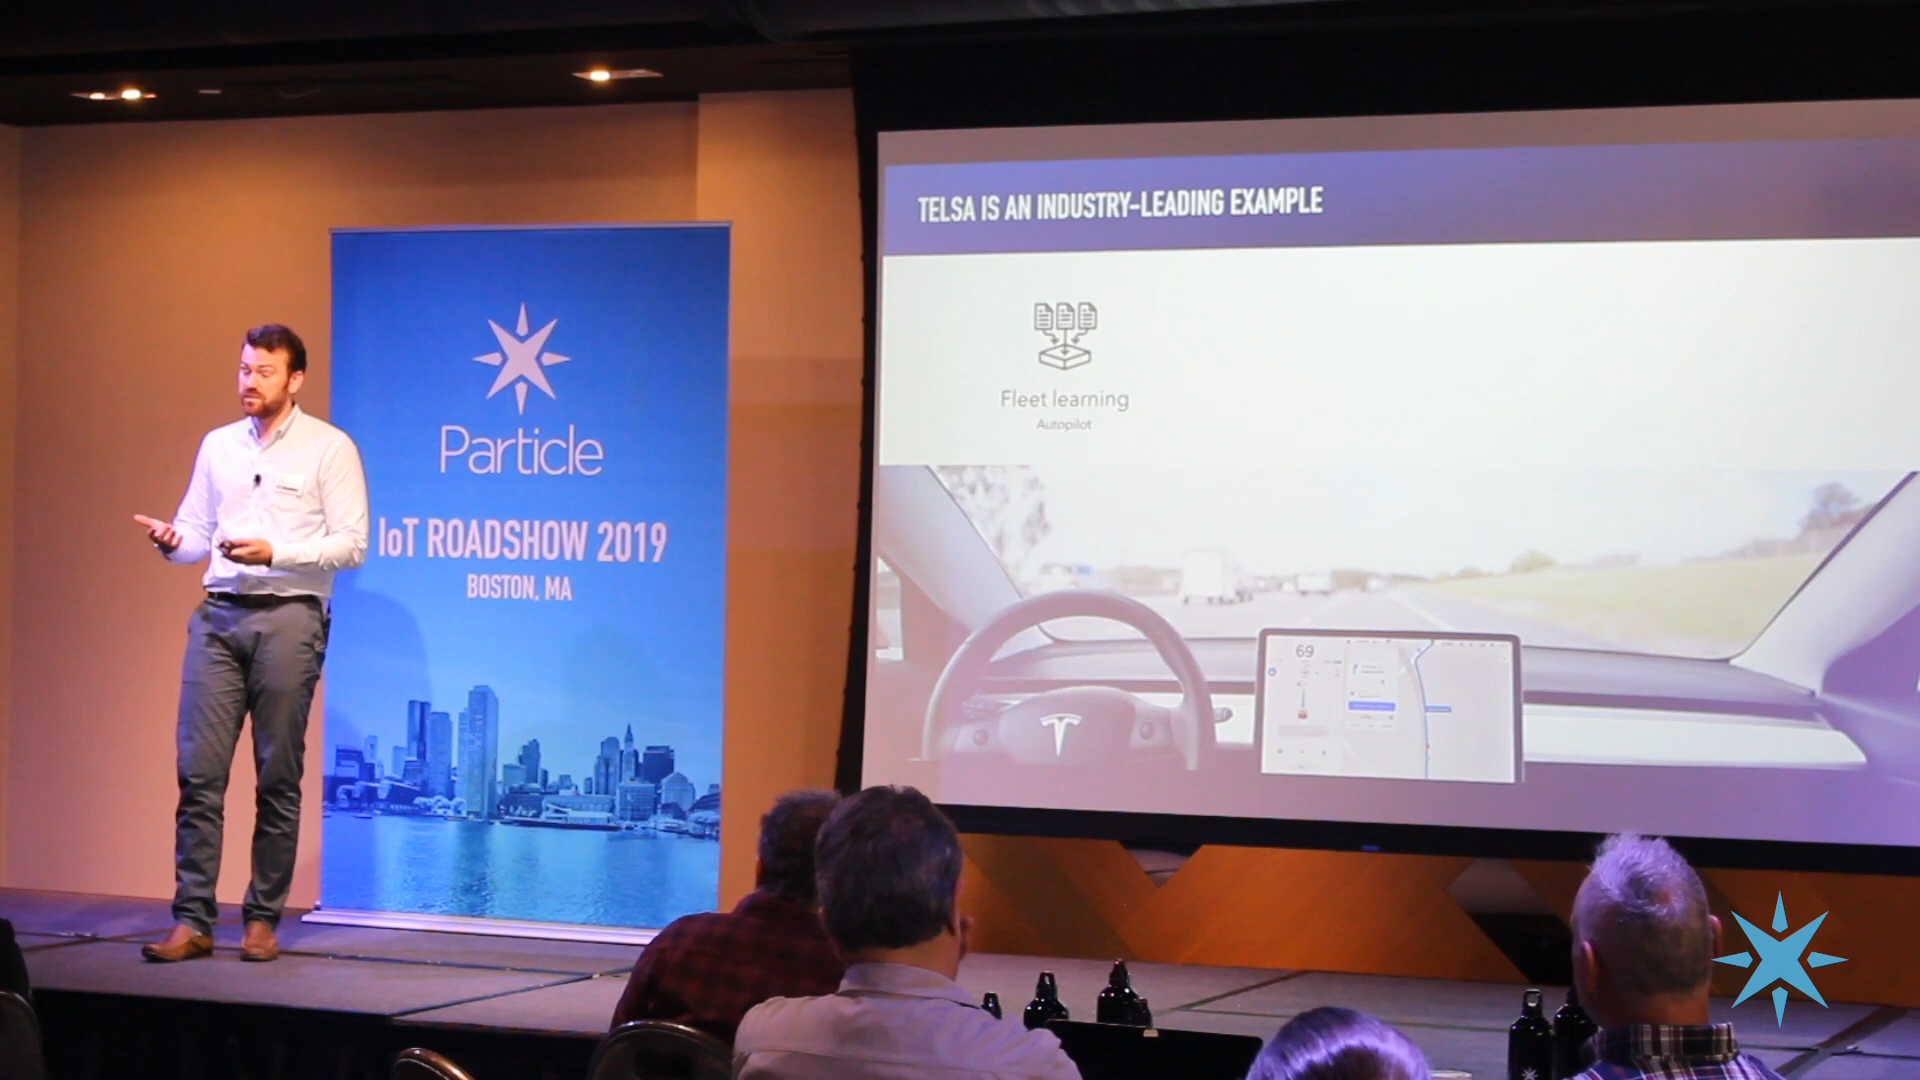 Particle
IoT ROADSHOW 2019
BOSTON, MA
TELSA IS AN INDUSTRY-LEADING EXAMPLE
Fleet learning
Autopilot
69